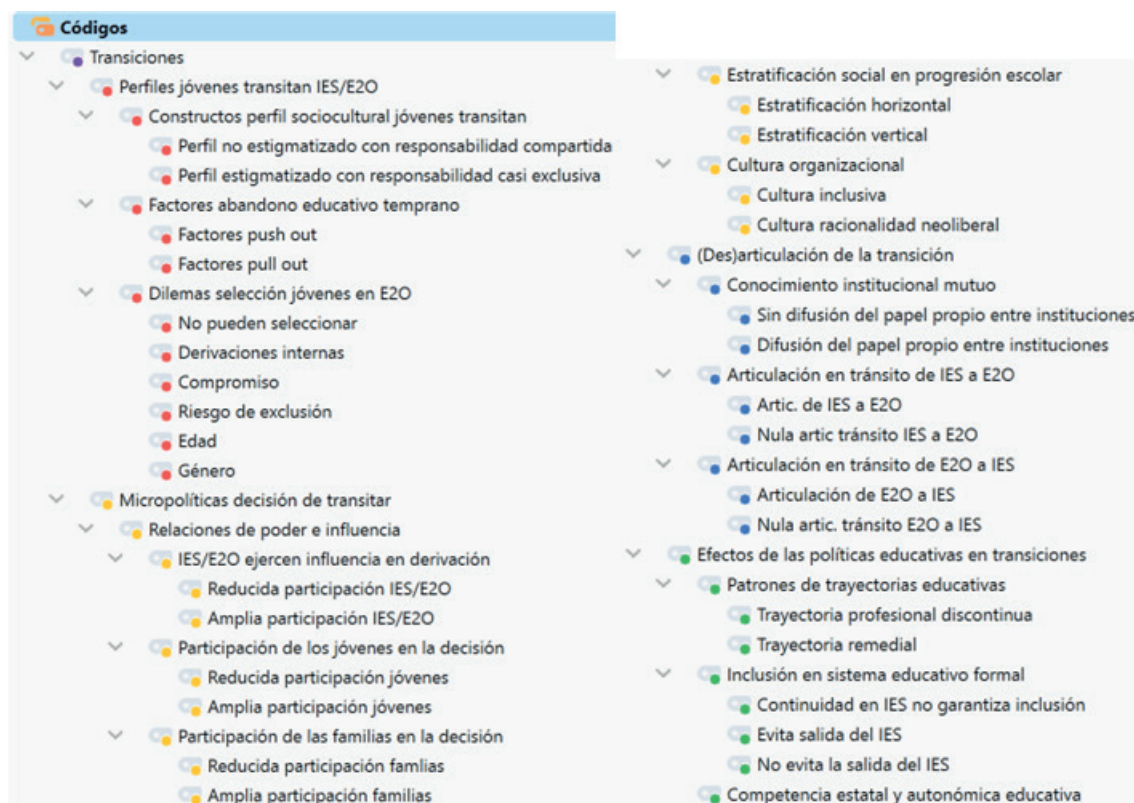 Códigos
Transiciones
Perfiles jóvenes transitan IES/E2O
Constructos perfil sociocultural jóvenes transitan
Perfil no estigmatizado con responsabilidad compartida
Perfil estigmatizado con responsabilidad casi exclusiva
Factores abandono educativo temprano
Factores push out
Factores pull out
Dilemas selección jóvenes en E2O
No pueden seleccionar
Derivaciones internas
Compromiso
Riesgo de exclusión
Edad
Género
Micropolíticas decisión de transitar
Relaciones de poder e influencia
IES/E2O ejercen influencia en derivación
Reducida participación IES/E2O
Amplia participación IES/E2O
Participación de los jóvenes en la decisión
Reducida participación jóvenes
Amplia participación jóvenes
Participación de las familias en la decisión
Reducida participación famlias
Amplia participación familias
Estratificación social en progresión escolar
Estratificación horizontal
Estratificación vertical
Cultura organizacional
Cultura inclusiva
Cultura racionalidad neoliberal
(Des)articulación de la transición
Conocimiento institucional mutuo
Sin difusión del papel propio entre instituciones
Difusión del papel propio entre instituciones
Articulación en tránsito de IES a E2O
Artic. de IES a E2O
Nula artic tránsito IES a E2O
Articulación en tránsito de E2O a IES
Articulación de E2O a IES
Nula artic. tránsito E2O a IES
Efectos de las políticas educativas en transiciones
Patrones de trayectorias educativas
Trayectoria profesional discontinua
Trayectoria remedial
Inclusión en sistema educativo formal
Continuidad en IES no garantiza inclusión
Evita salida del IES
No evita la salida del IES
Competencia estatal y autonómica educativa